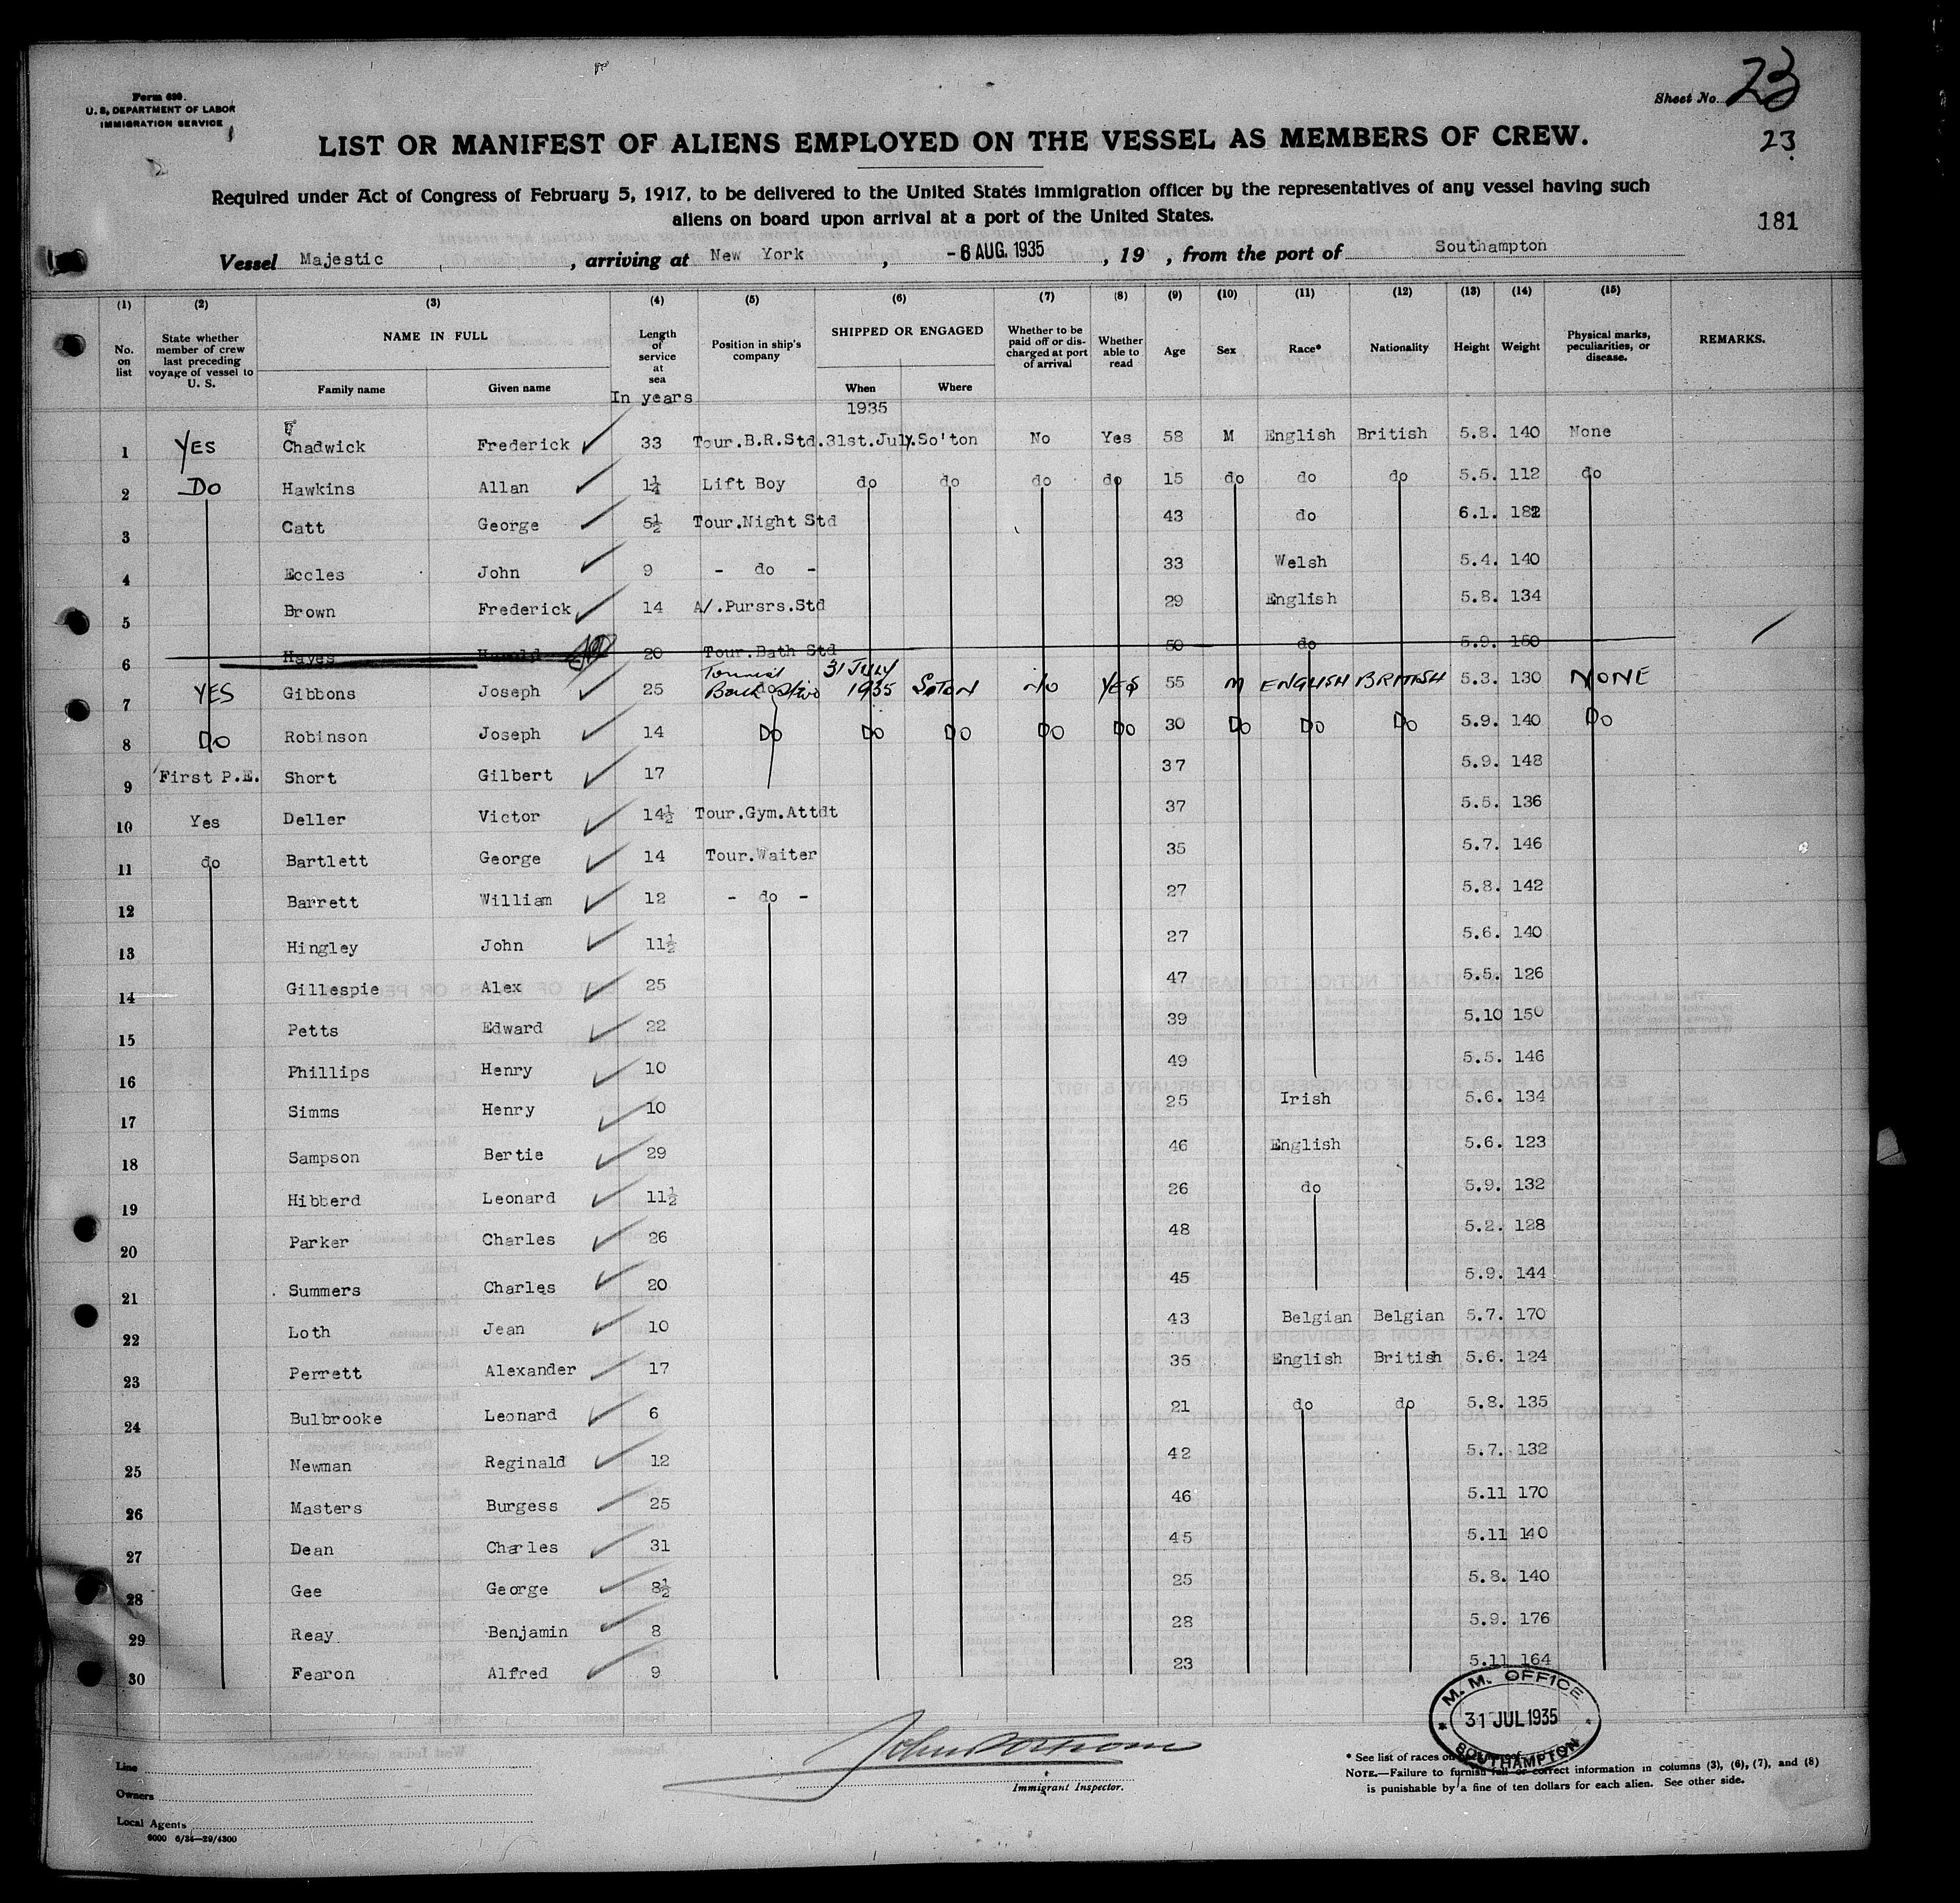 Form 689.
U. S. DEPARTMENT OF LABOR
IMMIGRATION SERVICE
Sheet No. 23
23
181
LIST OR MANIFEST OF ALIENS EMPLOYED ON THE VESSEL AS MEMBERS OF CREW.
Required under Act of Congress of February 5, 1917, to be delivered to the United States immigration officer by the representatives of any vessel having such
aliens on board upon arrival at a port of the United States.
Vessel Majestic, arriving at New York, -6 AUG. 1935, 19 , from the port of Southampton
(1) (2) (3) (4) (5) (6) (7) (8) (9) (10) (11) (12) (13) (14) (15)
No. on list State whether member of crew last preceding voyage of vessel to U. S. NAME IN FULL Family name Given name Length of service at sea In years Position in ship's company SHIPPED OR ENGAGED When 1935 Where Whether to be paid off or discharged at port of arrival Whether able to read Age Sex Race* Nationality Height Weight Physical marks, peculiarities, or disease. REMARKS.
1 YES Chadwick Frederick 33 Tour.B.R.Std. 31st.July. So'ton No Yes 58 M English British 5.8. 140 None
2 DO Hawkins Allan 1¼ Lift Boy do do do do 15 do do do 5.5. 112 do
3 Catt George 5½ Tour.Night Std 43 do 6.1. 182
4 Eccles John 9 - do - 33 Welsh 5.4. 140
5 Brown Frederick 14 A/.Pursrs.Std 29 English 5.8. 134
6 Hayes Harold 20 Tour.Bath Std 50 do 5.9. 150
7 YES Gibbons Joseph 25 Tourist Bath Stwd do 31 JULY 1935 SOTON NO YES 55 M ENGLISH BRITISH 5.3. 130 NONE
8 DO Robinson Joseph 14 DO DO DO DO DO 30 DO DO DO 5.9. 140 DO
9 First P.E. Short Gilbert 17 37 5.9. 148
10 Yes Deller Victor 14½ Tour.Gym.Attdt 37 5.5. 136
11 do Bartlett George 14 Tour.Waiter 35 5.7. 146
12 Barrett William 12 - do - 27 5.8. 142
13 Hingley John 11½ 27 5.6. 140
14 Gillespie Alex 25 47 5.5. 126
15 Petts Edward 22 39 5.10 150
16 Phillips Henry 10 49 5.5. 146
17 Simms Henry 10 25 Irish 5.6. 134
18 Sampson Bertie 29 46 English 5.6. 123
19 Hibberd Leonard 11½ 26 do 5.9. 132
20 Parker Charles 26 48 5.2. 128
21 Summers Charles 20 45 5.9. 144
22 Loth Jean 10 43 Belgian Belgian 5.7. 170
23 Perrett Alexander 17 35 English British 5.6. 124
24 Bulbrooke Leonard 6 21 do do 5.8. 135
25 Newman Reginald 12 42 5.7. 132
26 Masters Burgess 25 46 5.11 170
27 Dean Charles 31 45 5.11 140
28 Gee George 8½ 25 5.8. 140
29 Reay Benjamin 8 28 5.9. 176
30 Fearon Alfred 9 23 5.11 164
M. M. OFFICE
31 JUL 1935
SOUTHAMPTON
Line
Owners
Local Agents
6000 6/34—29/4300
Immigrant Inspector.
* See list of races on
NOTE.—Failure to furnish full or correct information in columns (3), (6), (7), and (8)
is punishable by a fine of ten dollars for each alien. See other side.